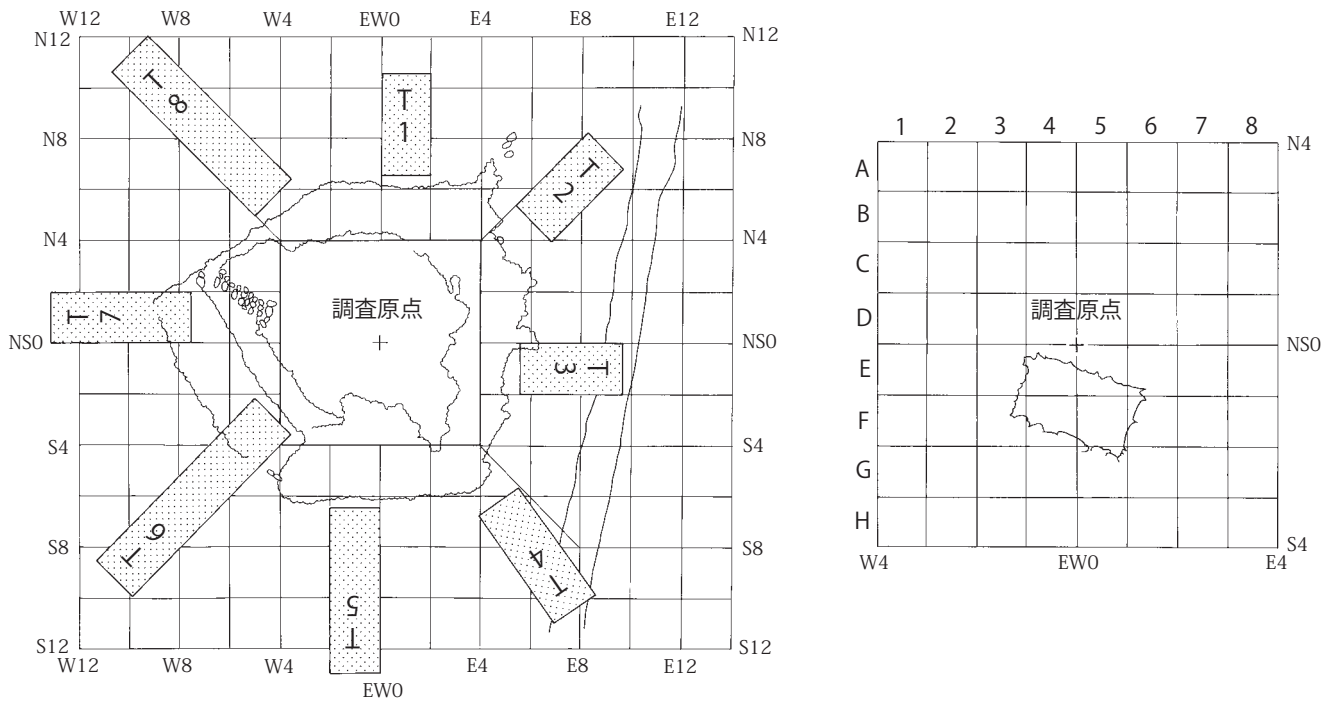 W12 W8 W4 EW0 E4 E8 E12
N12 N12
N8 N8
N4 N4
NS0
S4 S4
S8 S8
S12 S12
W12 W8 W4 E4 E8 E12
EW0
T1
T2
T3
T4
T5
T6
T7
T8
調査原点
1 2 3 4 5 6 7 8
N4
A
B
C
D
調査原点
NS0
E
F
G
H
S4
W4 EW0 E4